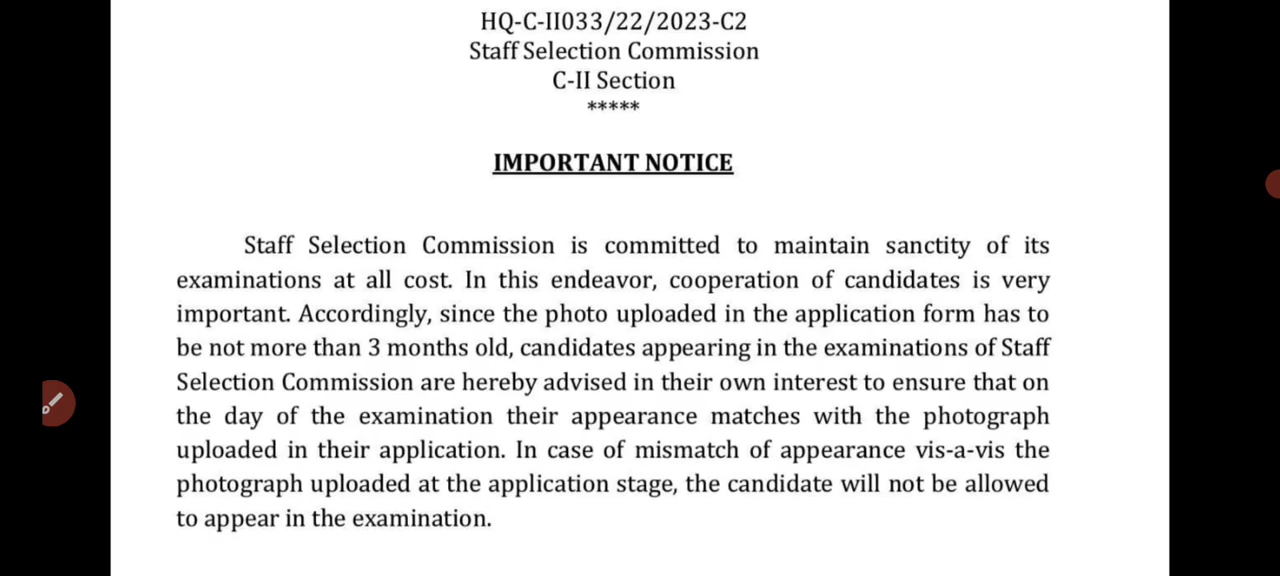 HQ-C-II033/22/2023-C2
Staff Selection Commission
C-II Section
*****
IMPORTANT NOTICE
Staff Selection Commission is committed to maintain sanctity of its
examinations at all cost. In this endeavor, cooperation of candidates is very
important. Accordingly, since the photo uploaded in the application form has to
be not more than 3 months old, candidates appearing in the examinations of Staff
Selection Commission are hereby advised in their own interest to ensure that on
the day of the examination their appearance matches with the photograph
uploaded in their application. In case of mismatch of appearance vis-a-vis the
photograph uploaded at the application stage, the candidate will not be allowed
to appear in the examination.